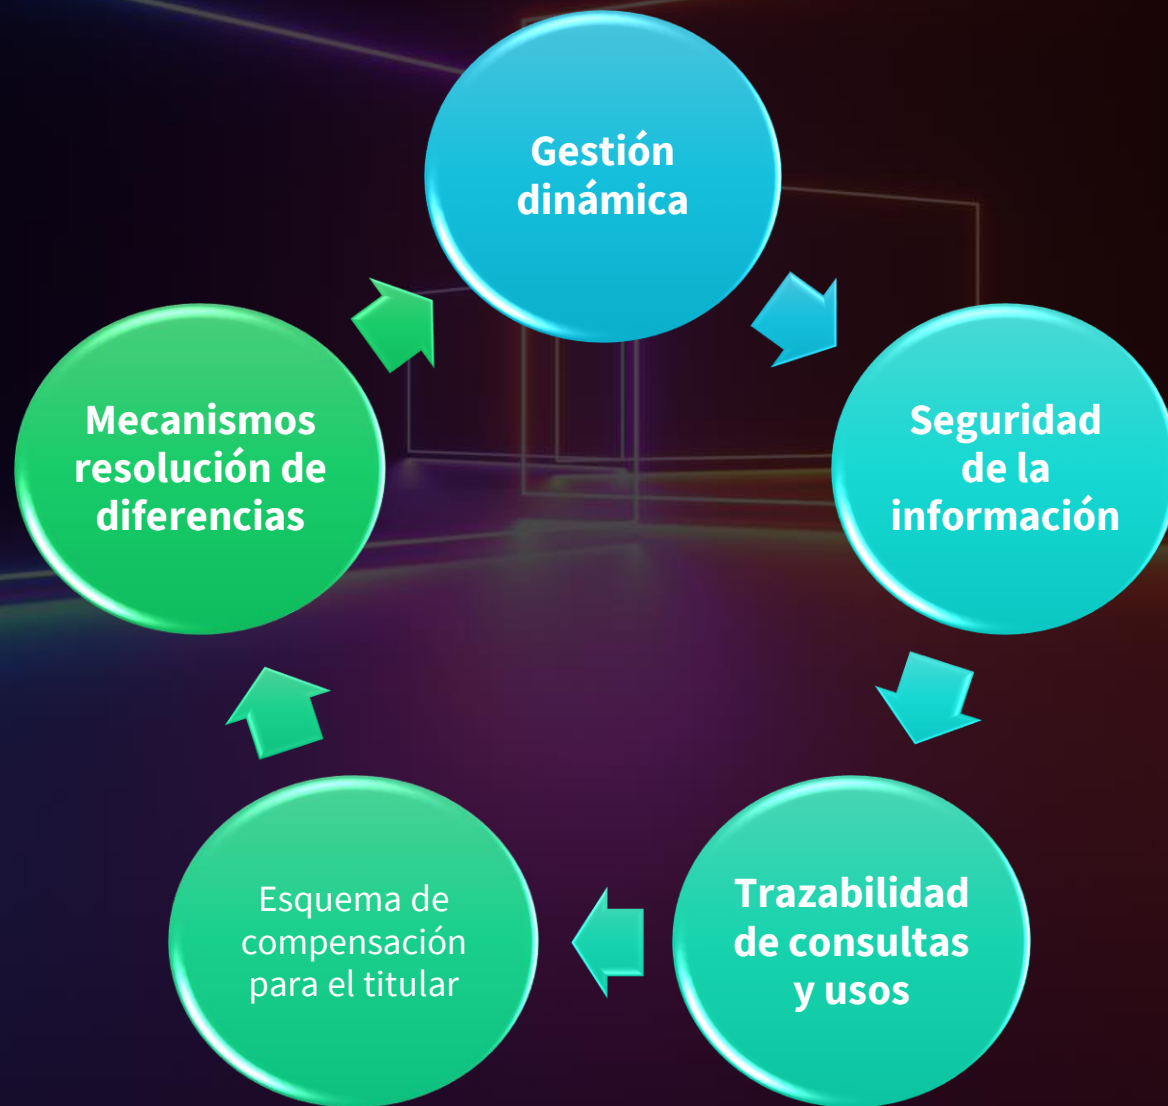 Gestión
dinámica
Seguridad
de la
información
Trazabilidad
de consultas
y usos
Esquema de
compensación
para el titular
Mecanismos
resolución de
diferencias